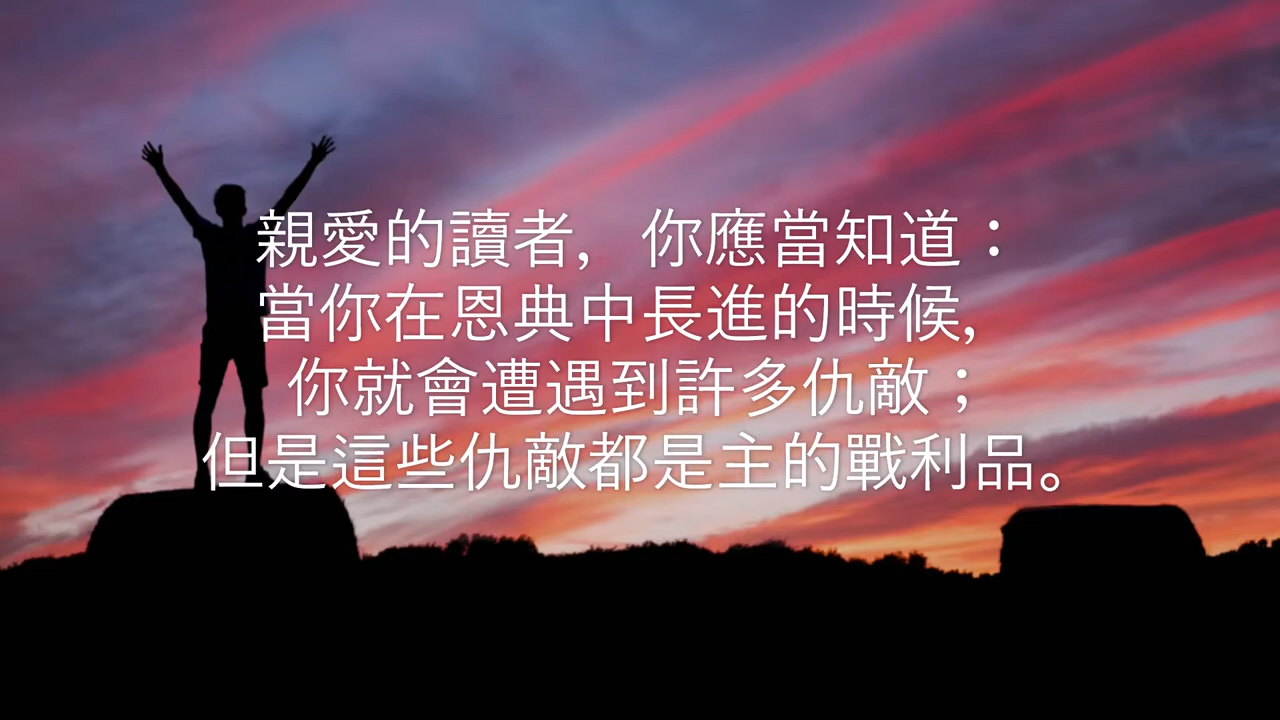 親愛的讀者，你應當知道：
當你在恩典中長進的時候，
你就會遭遇到許多仇敵；
但是這些仇敵都是主的戰利品。